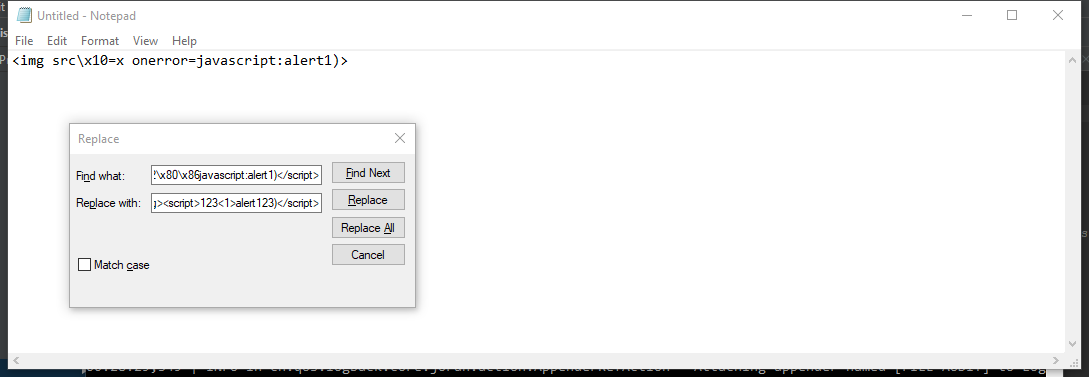 Untitled - Notepad
File Edit Format View Help
<img src\x10=x onerror=javascript:alert1)>
Replace
Find what: \x80\x86javascript:alert1)</script> Find Next
Replace with: ><script>123<1>alert123)</script> Replace
Replace All
Cancel
Match case